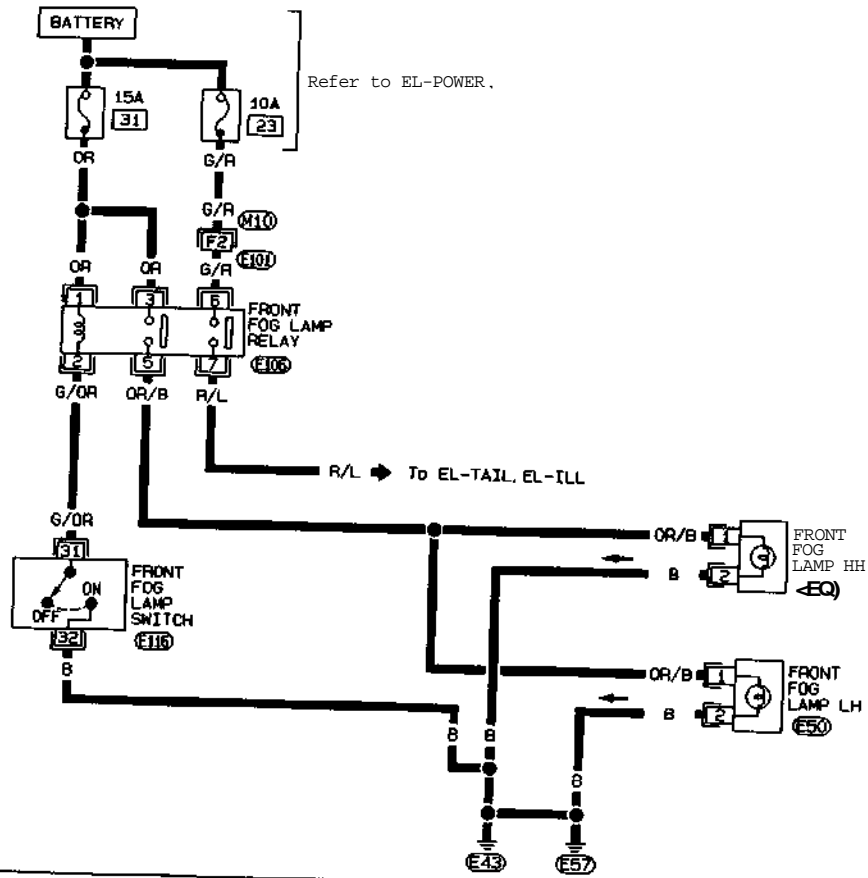 BATTERY
Refer to EL-POWER.
15A
31
10A
23
OR
G/R
G/R
M10
F2
E101
OR
OR
G/R
1
3
6
FRONT
FOG LAMP
RELAY
E106
2
5
7
G/OR
OR/B
R/L
R/L
To EL-TAIL, EL-ILL
G/OR
31
OFF
ON
FRONT
FOG
LAMP
SWITCH
E116
32
B
OR/B
1
B
2
FRONT
FOG
LAMP HH
<EQ)
OR/B
1
B
2
FRONT
FOG
LAMP LH
E50
B
B
B
E43
E57